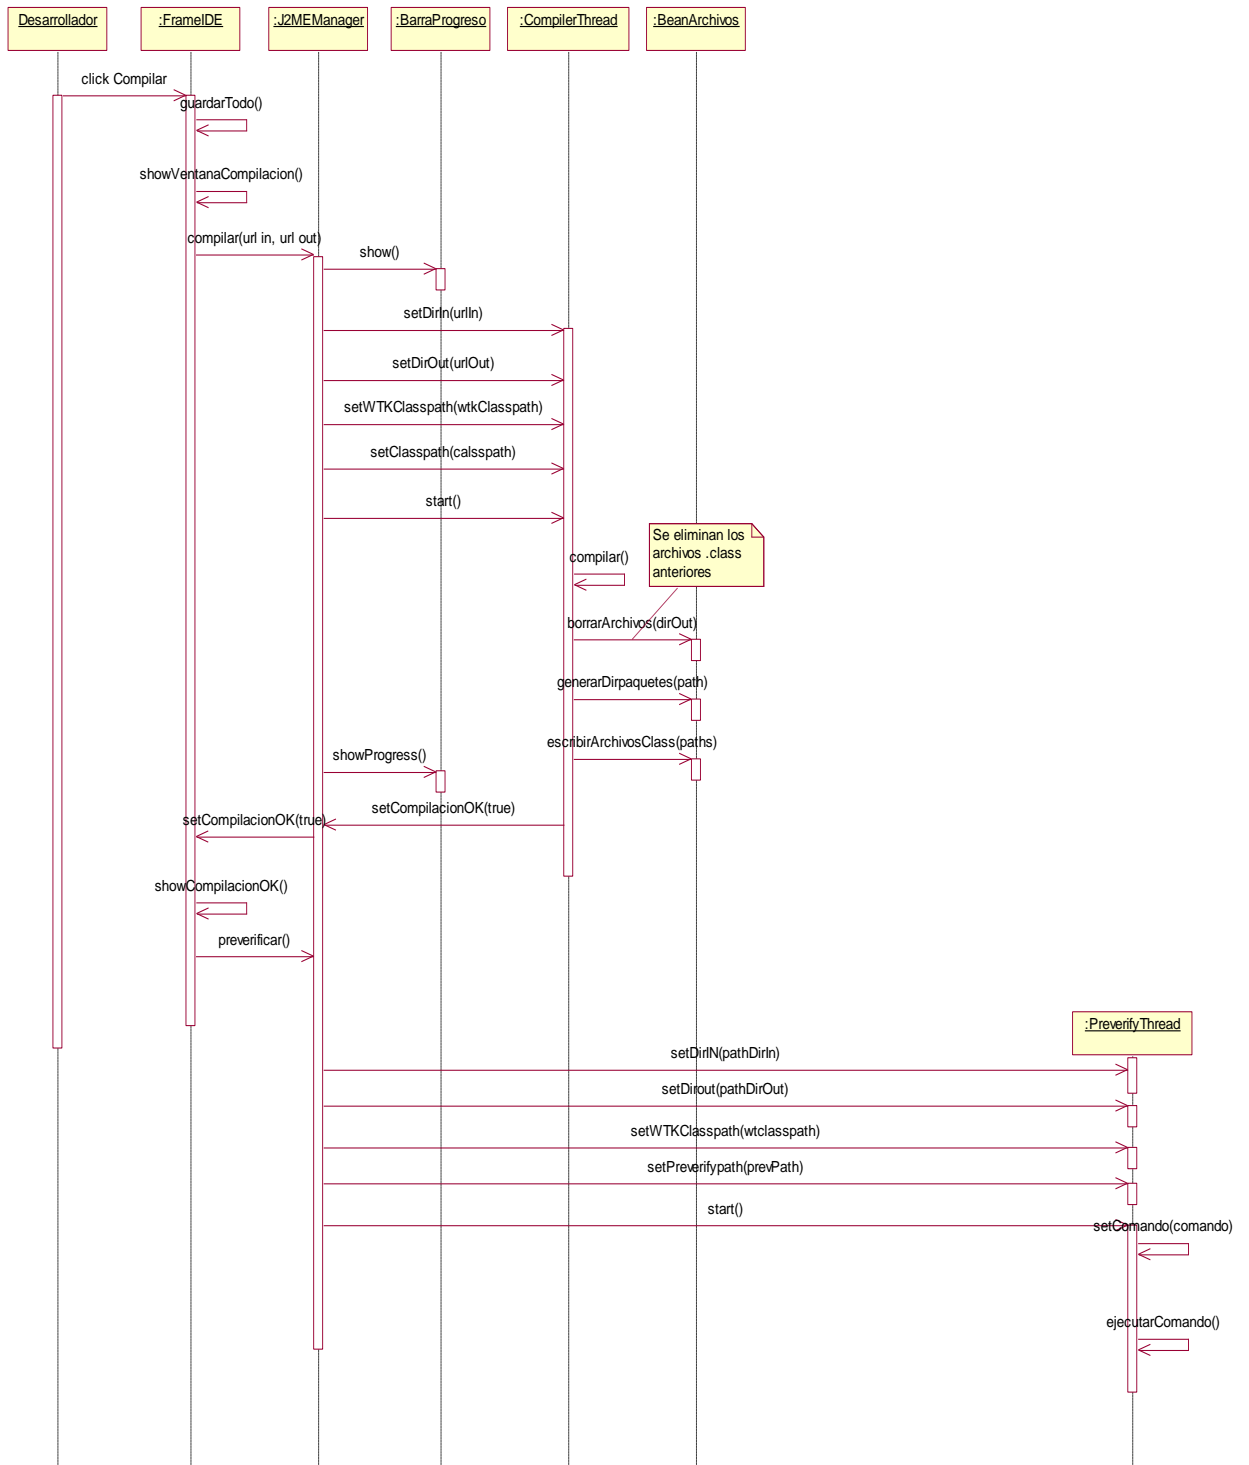 Desarrollador
:FrameIDE
:J2MEManager
:BarraProgreso
:CompilerThread
:BeanArchivos
click Compilar
guardarTodo()
showVentanaCompilacion()
compilar(url in, url out)
show()
setDirIn(urlIn)
setDirOut(urlOut)
setWTKClasspath(wtkClasspath)
setClasspath(calsspath)
start()
Se eliminan los
archivos .class
anteriores
compilar()
borrarArchivos(dirOut)
generarDirpaquetes(path)
escribirArchivosClass(paths)
showProgress()
setCompilacionOK(true)
setCompilacionOK(true)
showCompilacionOK()
preverificar()
:PreverifyThread
setDirIN(pathDirIn)
setDirout(pathDirOut)
setWTKClasspath(wtclasspath)
setPreverifypath(prevPath)
start()
setComando(comando)
ejecutarComando()